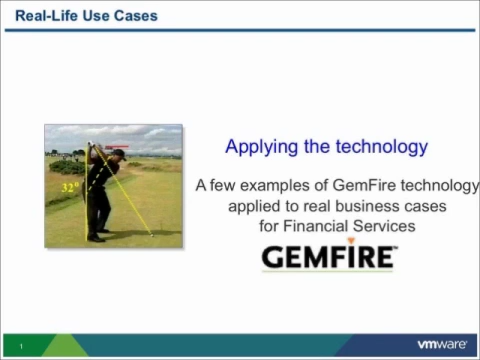 Real-Life Use Cases
32°
Applying the technology
A few examples of GemFire technology
applied to real business cases
for Financial Services
GEMFIRE™
1
vmware